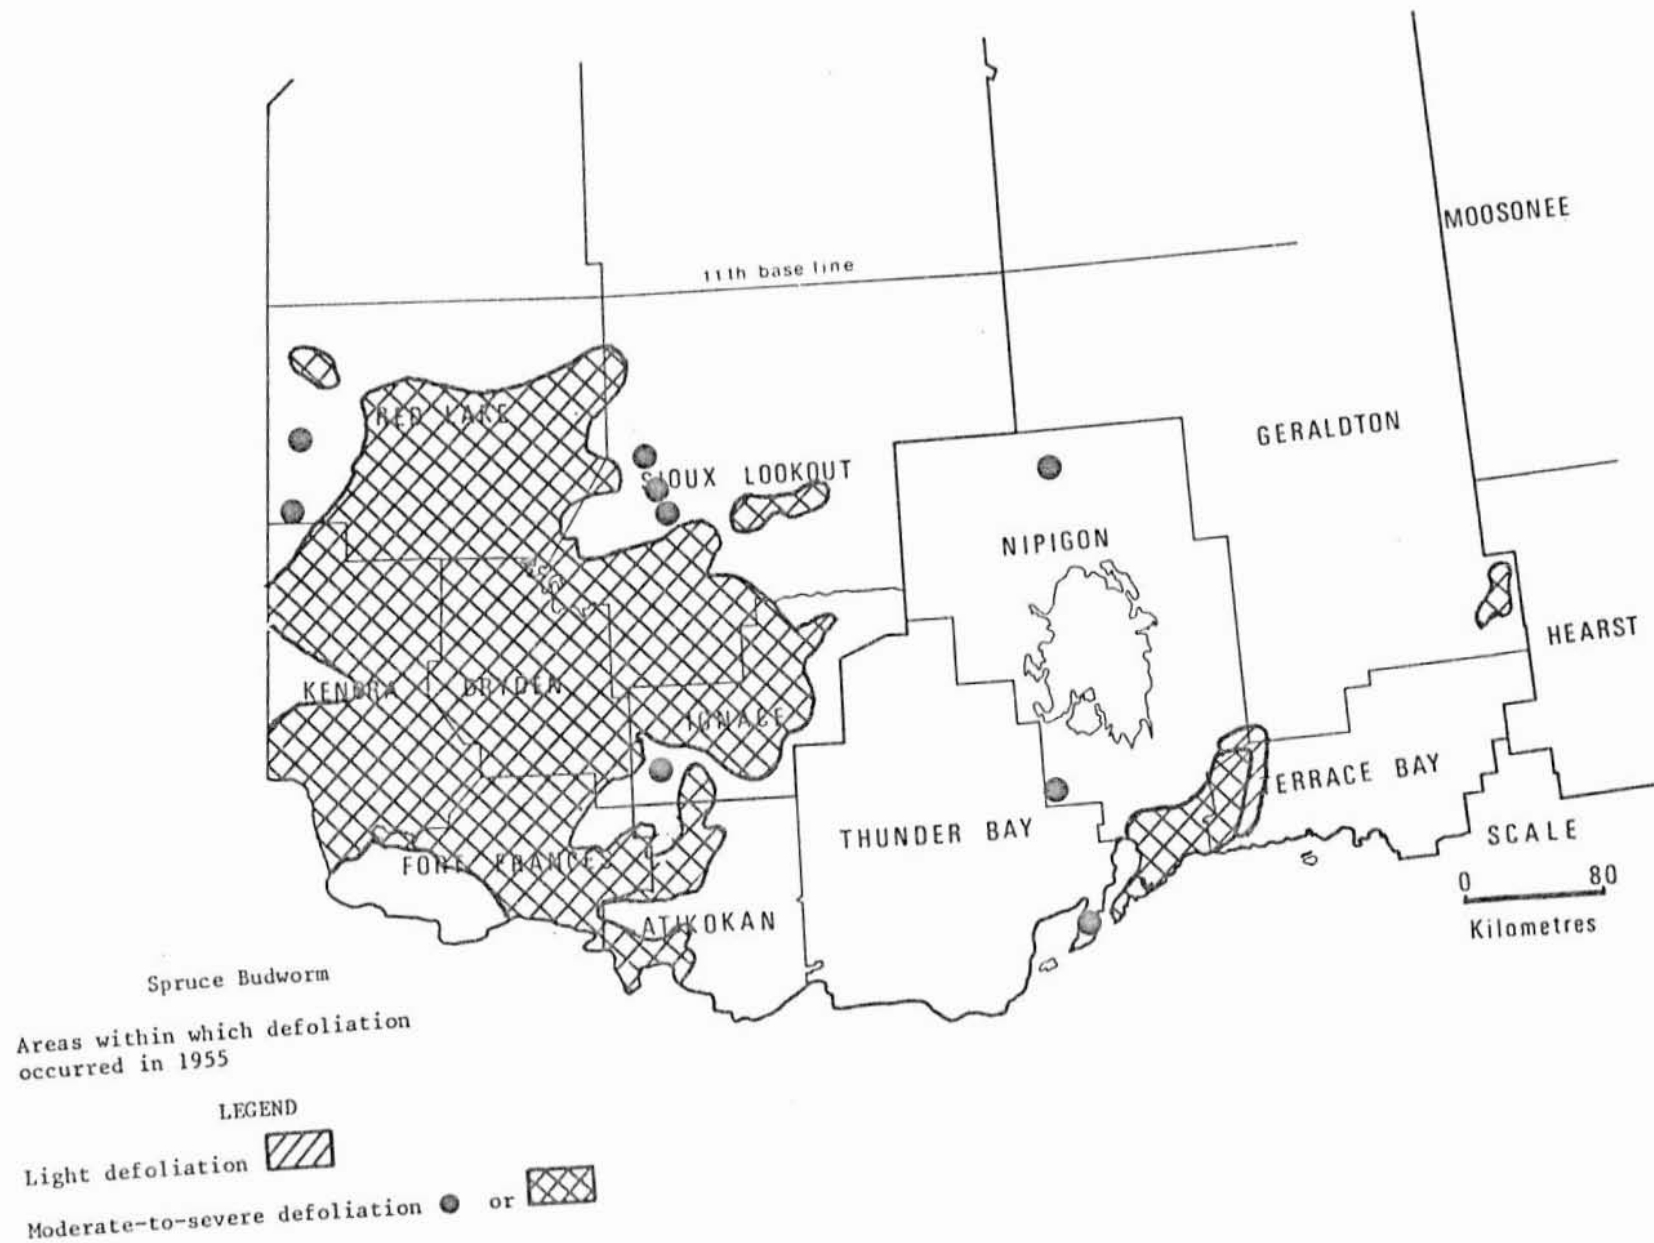 MOOSONEE
11th base line
RED LAKE
GERALDTON
SIOUX LOOKOUT
NIPIGON
HEARST
KENORA
DRYDEN
IGNACE
TERRACE BAY
THUNDER BAY
SCALE
FORT FRANCES
0 80
Kilometres
ATIKOKAN
Spruce Budworm
Areas within which defoliation
occurred in 1955
LEGEND
Light defoliation
Moderate-to-severe defoliation or